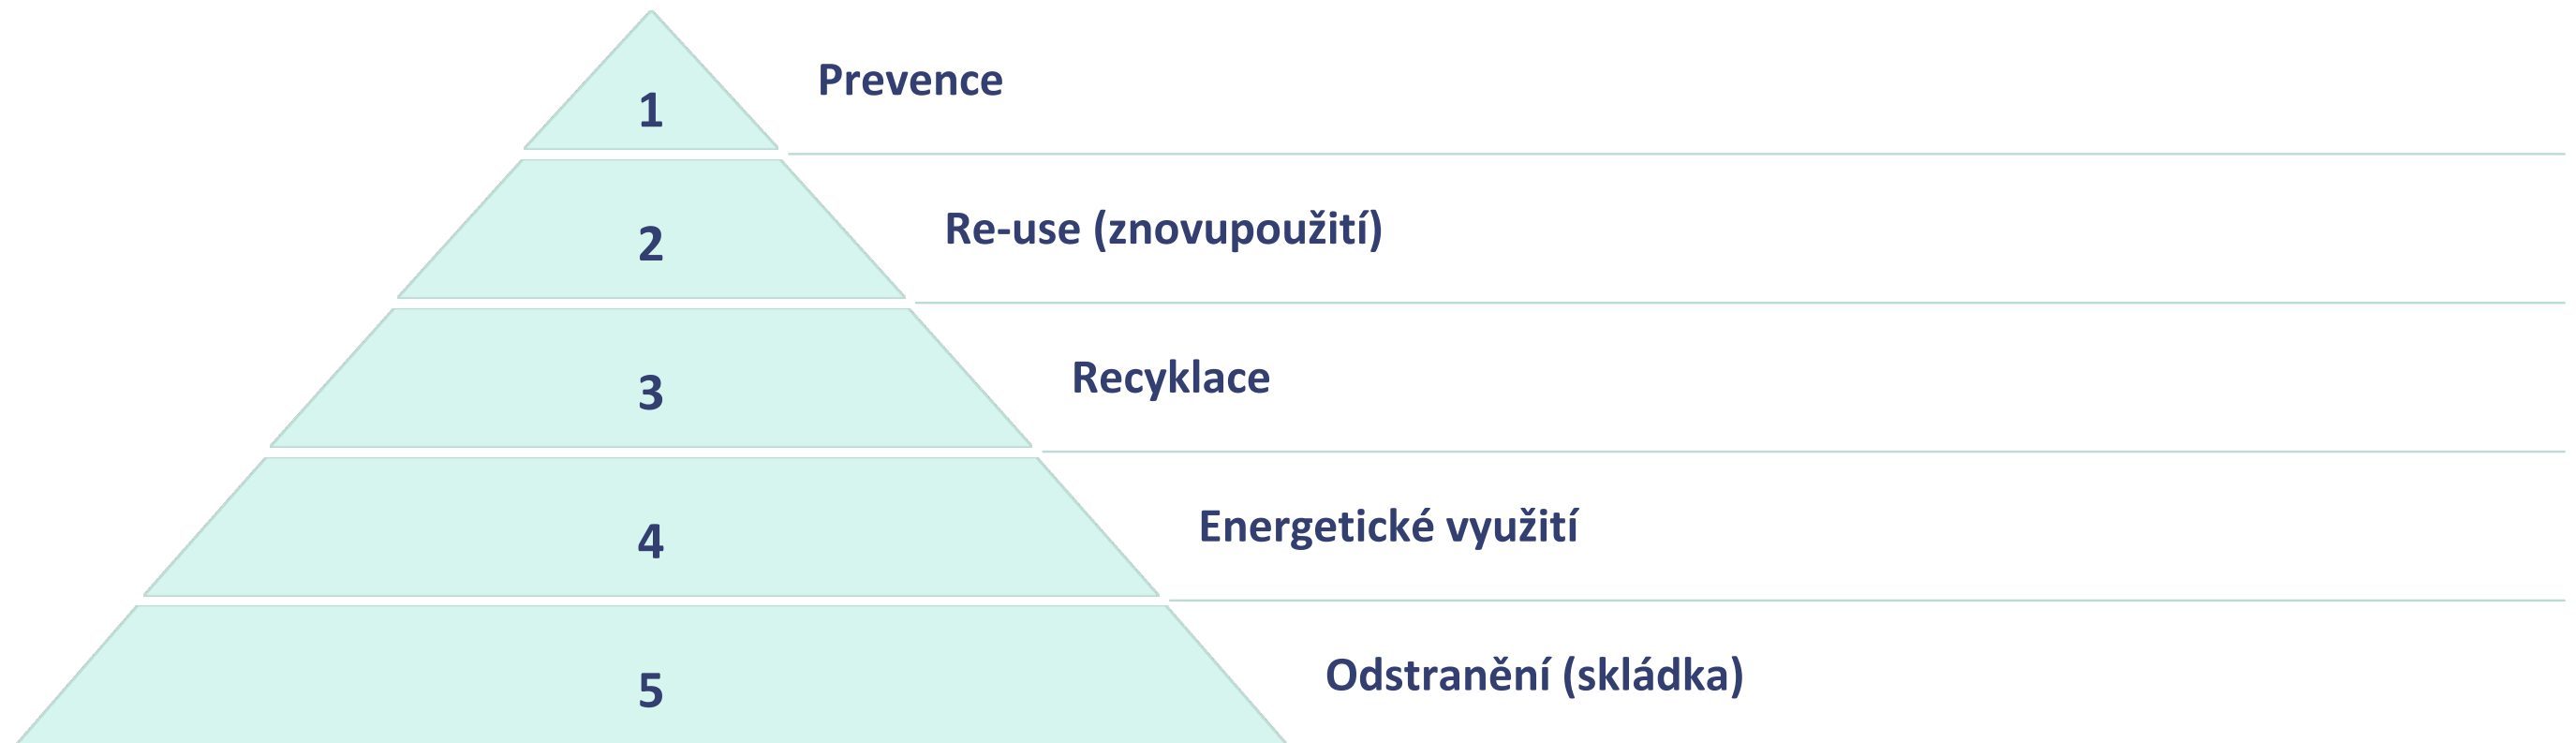 1
Prevence
2
Re-use (znovupoužití)
3
Recyklace
4
Energetické využití
5
Odstranění (skládka)